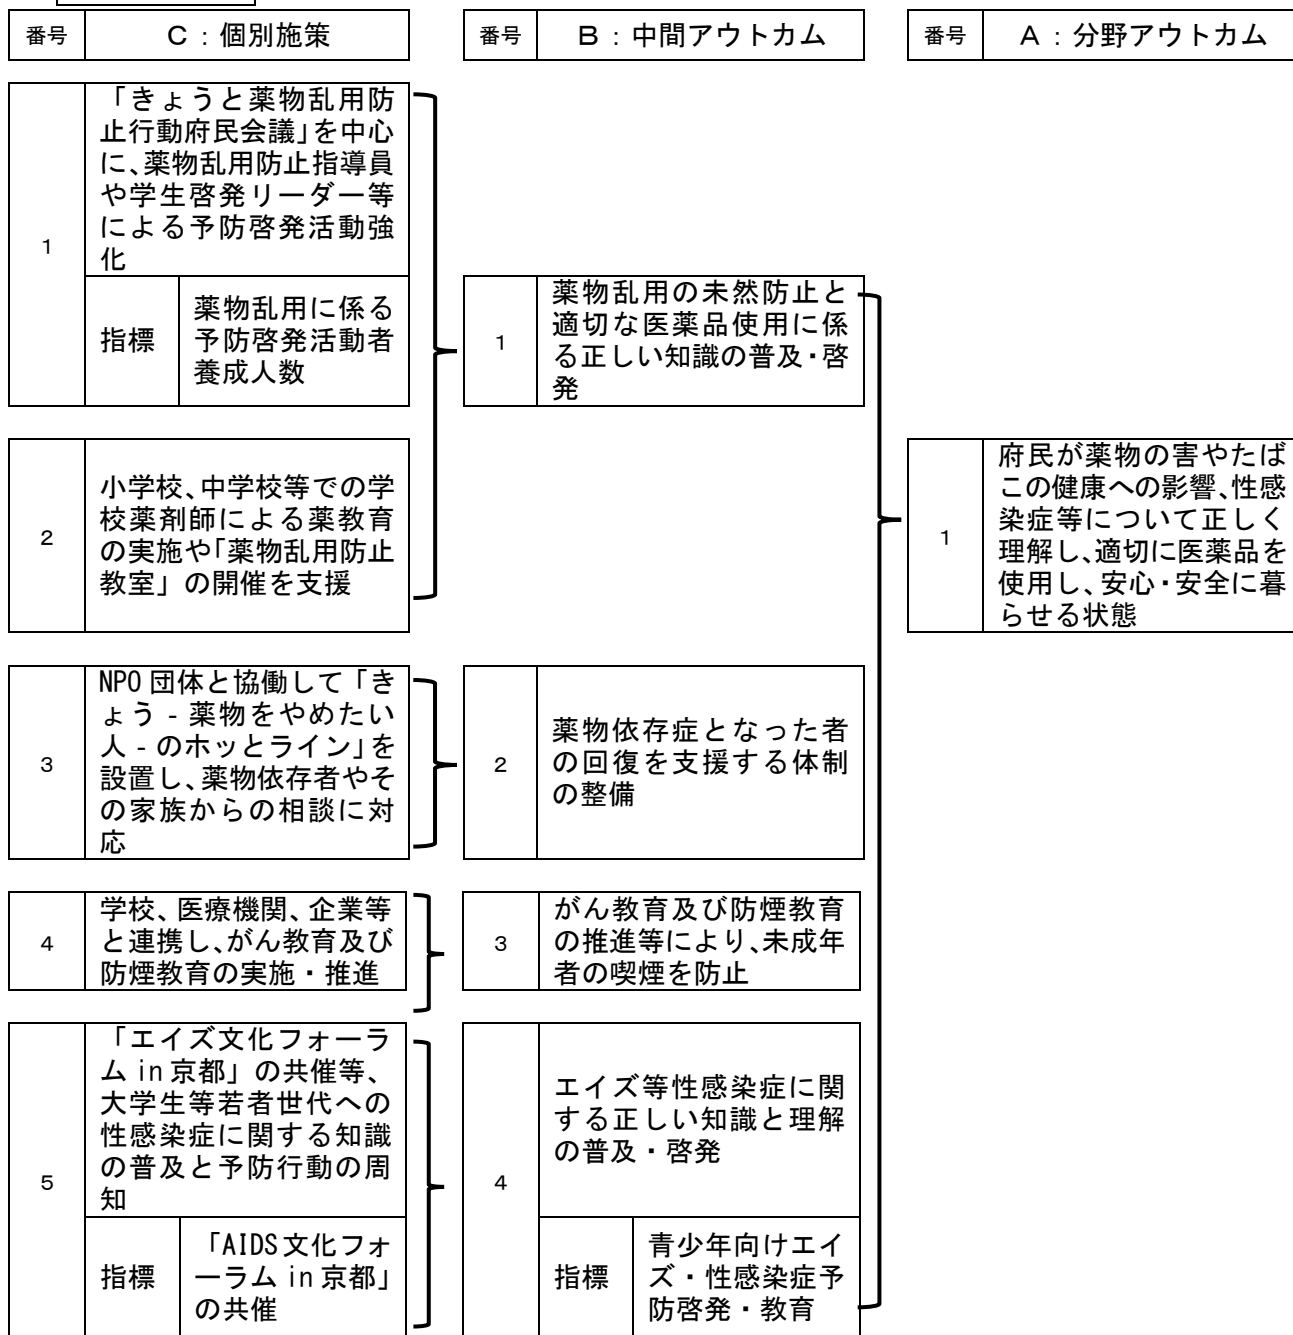 番号 C:個別施策 番号 B:中間アウトカム 番号 A:分野アウトカム
1
「きょうと薬物乱用防
止行動府民会議」を中心
に、薬物乱用防止指導員
や学生啓発リーダー等
による予防啓発活動強
化
指標
薬物乱用に係る
予防啓発活動者
養成人数
2
小学校、中学校等での学
校薬剤師による薬教育
の実施や「薬物乱用防止
教室」の開催を支援
3
NPO団体と協働して「き
ょう-薬物をやめたい
人-のホッとライン」を
設置し、薬物依存者やそ
の家族からの相談に対
応
4
学校、医療機関、企業等
と連携し、がん教育及び
防煙教育の実施・推進
5
「エイズ文化フォーラ
ムin京都」の共催等、
大学生等若者世代への
性感染症に関する知識
の普及と予防行動の周
知
指標
「AIDS文化フォ
ーラムin京都」
の共催
1
薬物乱用の未然防止と
適切な医薬品使用に係
る正しい知識の普及・啓
発
2
薬物依存症となった者
の回復を支援する体制
の整備
3
がん教育及び防煙教育
の推進等により、未成年
者の喫煙を防止
4
エイズ等性感染症に関
する正しい知識と理解
の普及・啓発
指標
青少年向けエイ
ズ・性感染症予
防啓発・教育
1
府民が薬物の害やたば
この健康への影響、性感
染症等について正しく
理解し、適切に医薬品を
使用し、安心・安全に暮
らせる状態